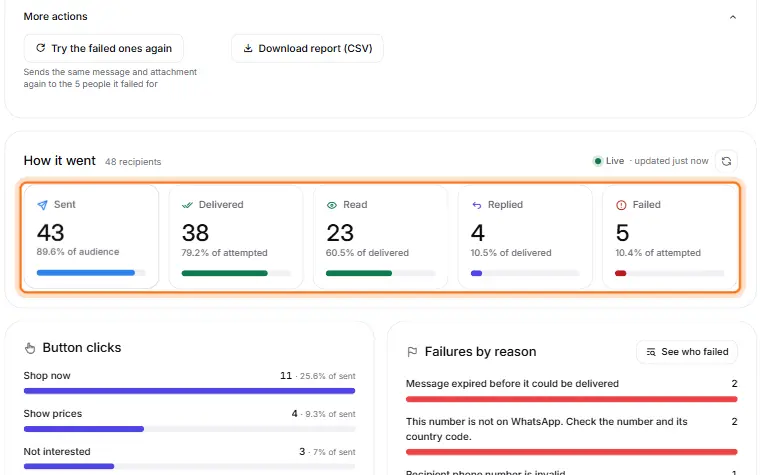 More actions
Try the failed ones again
Download report (CSV)
Sends the same message and attachment
again to the 5 people it failed for
How it went 48 recipients
Live · updated just now
Sent
43
89.6% of audience
Delivered
38
79.2% of attempted
Read
23
60.5% of delivered
Replied
4
10.5% of delivered
Failed
5
10.4% of attempted
Button clicks
Shop now 11 · 25.6% of sent
Show prices 4 · 9.3% of sent
Not interested 3 · 7% of sent
Failures by reason
See who failed
Message expired before it could be delivered 2
This number is not on WhatsApp. Check the number and its 2
country code.
Recipient phone number is invalid 1